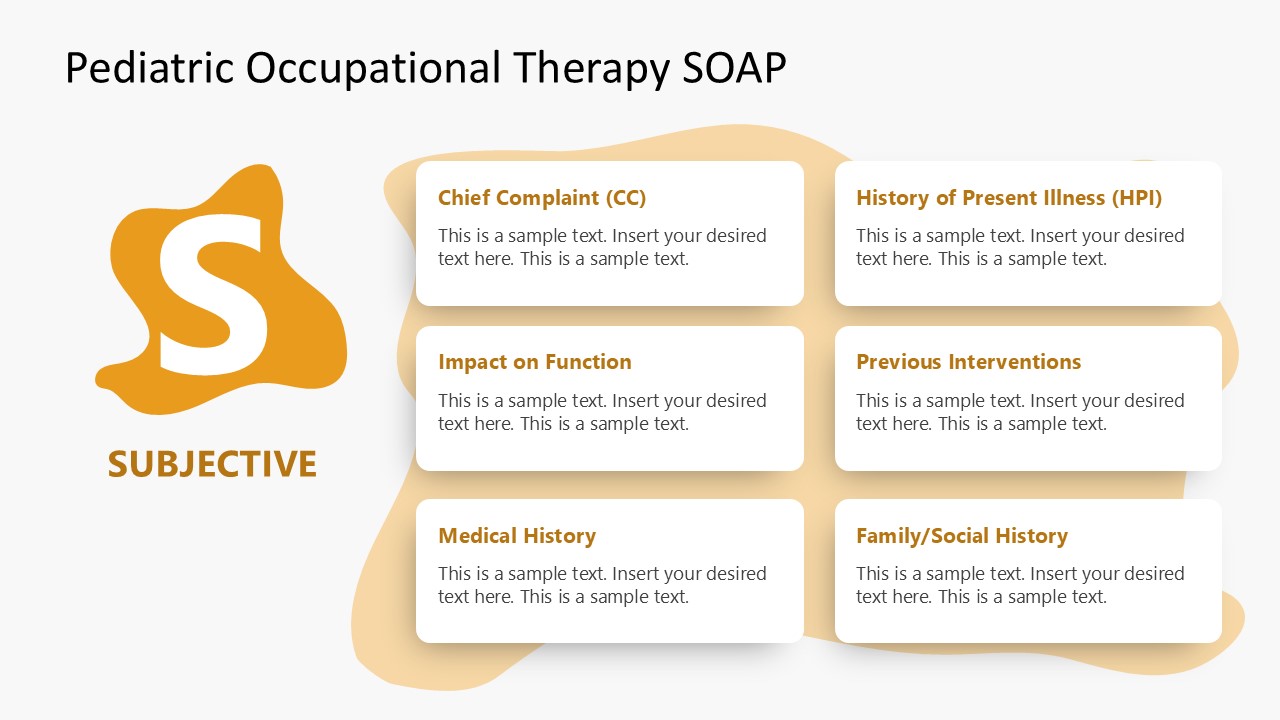 Pediatric Occupational Therapy SOAP
S
SUBJECTIVE
Chief Complaint (CC)
This is a sample text. Insert your desired
text here. This is a sample text.
History of Present Illness (HPI)
This is a sample text. Insert your desired
text here. This is a sample text.
Impact on Function
This is a sample text. Insert your desired
text here. This is a sample text.
Previous Interventions
This is a sample text. Insert your desired
text here. This is a sample text.
Medical History
This is a sample text. Insert your desired
text here. This is a sample text.
Family/Social History
This is a sample text. Insert your desired
text here. This is a sample text.